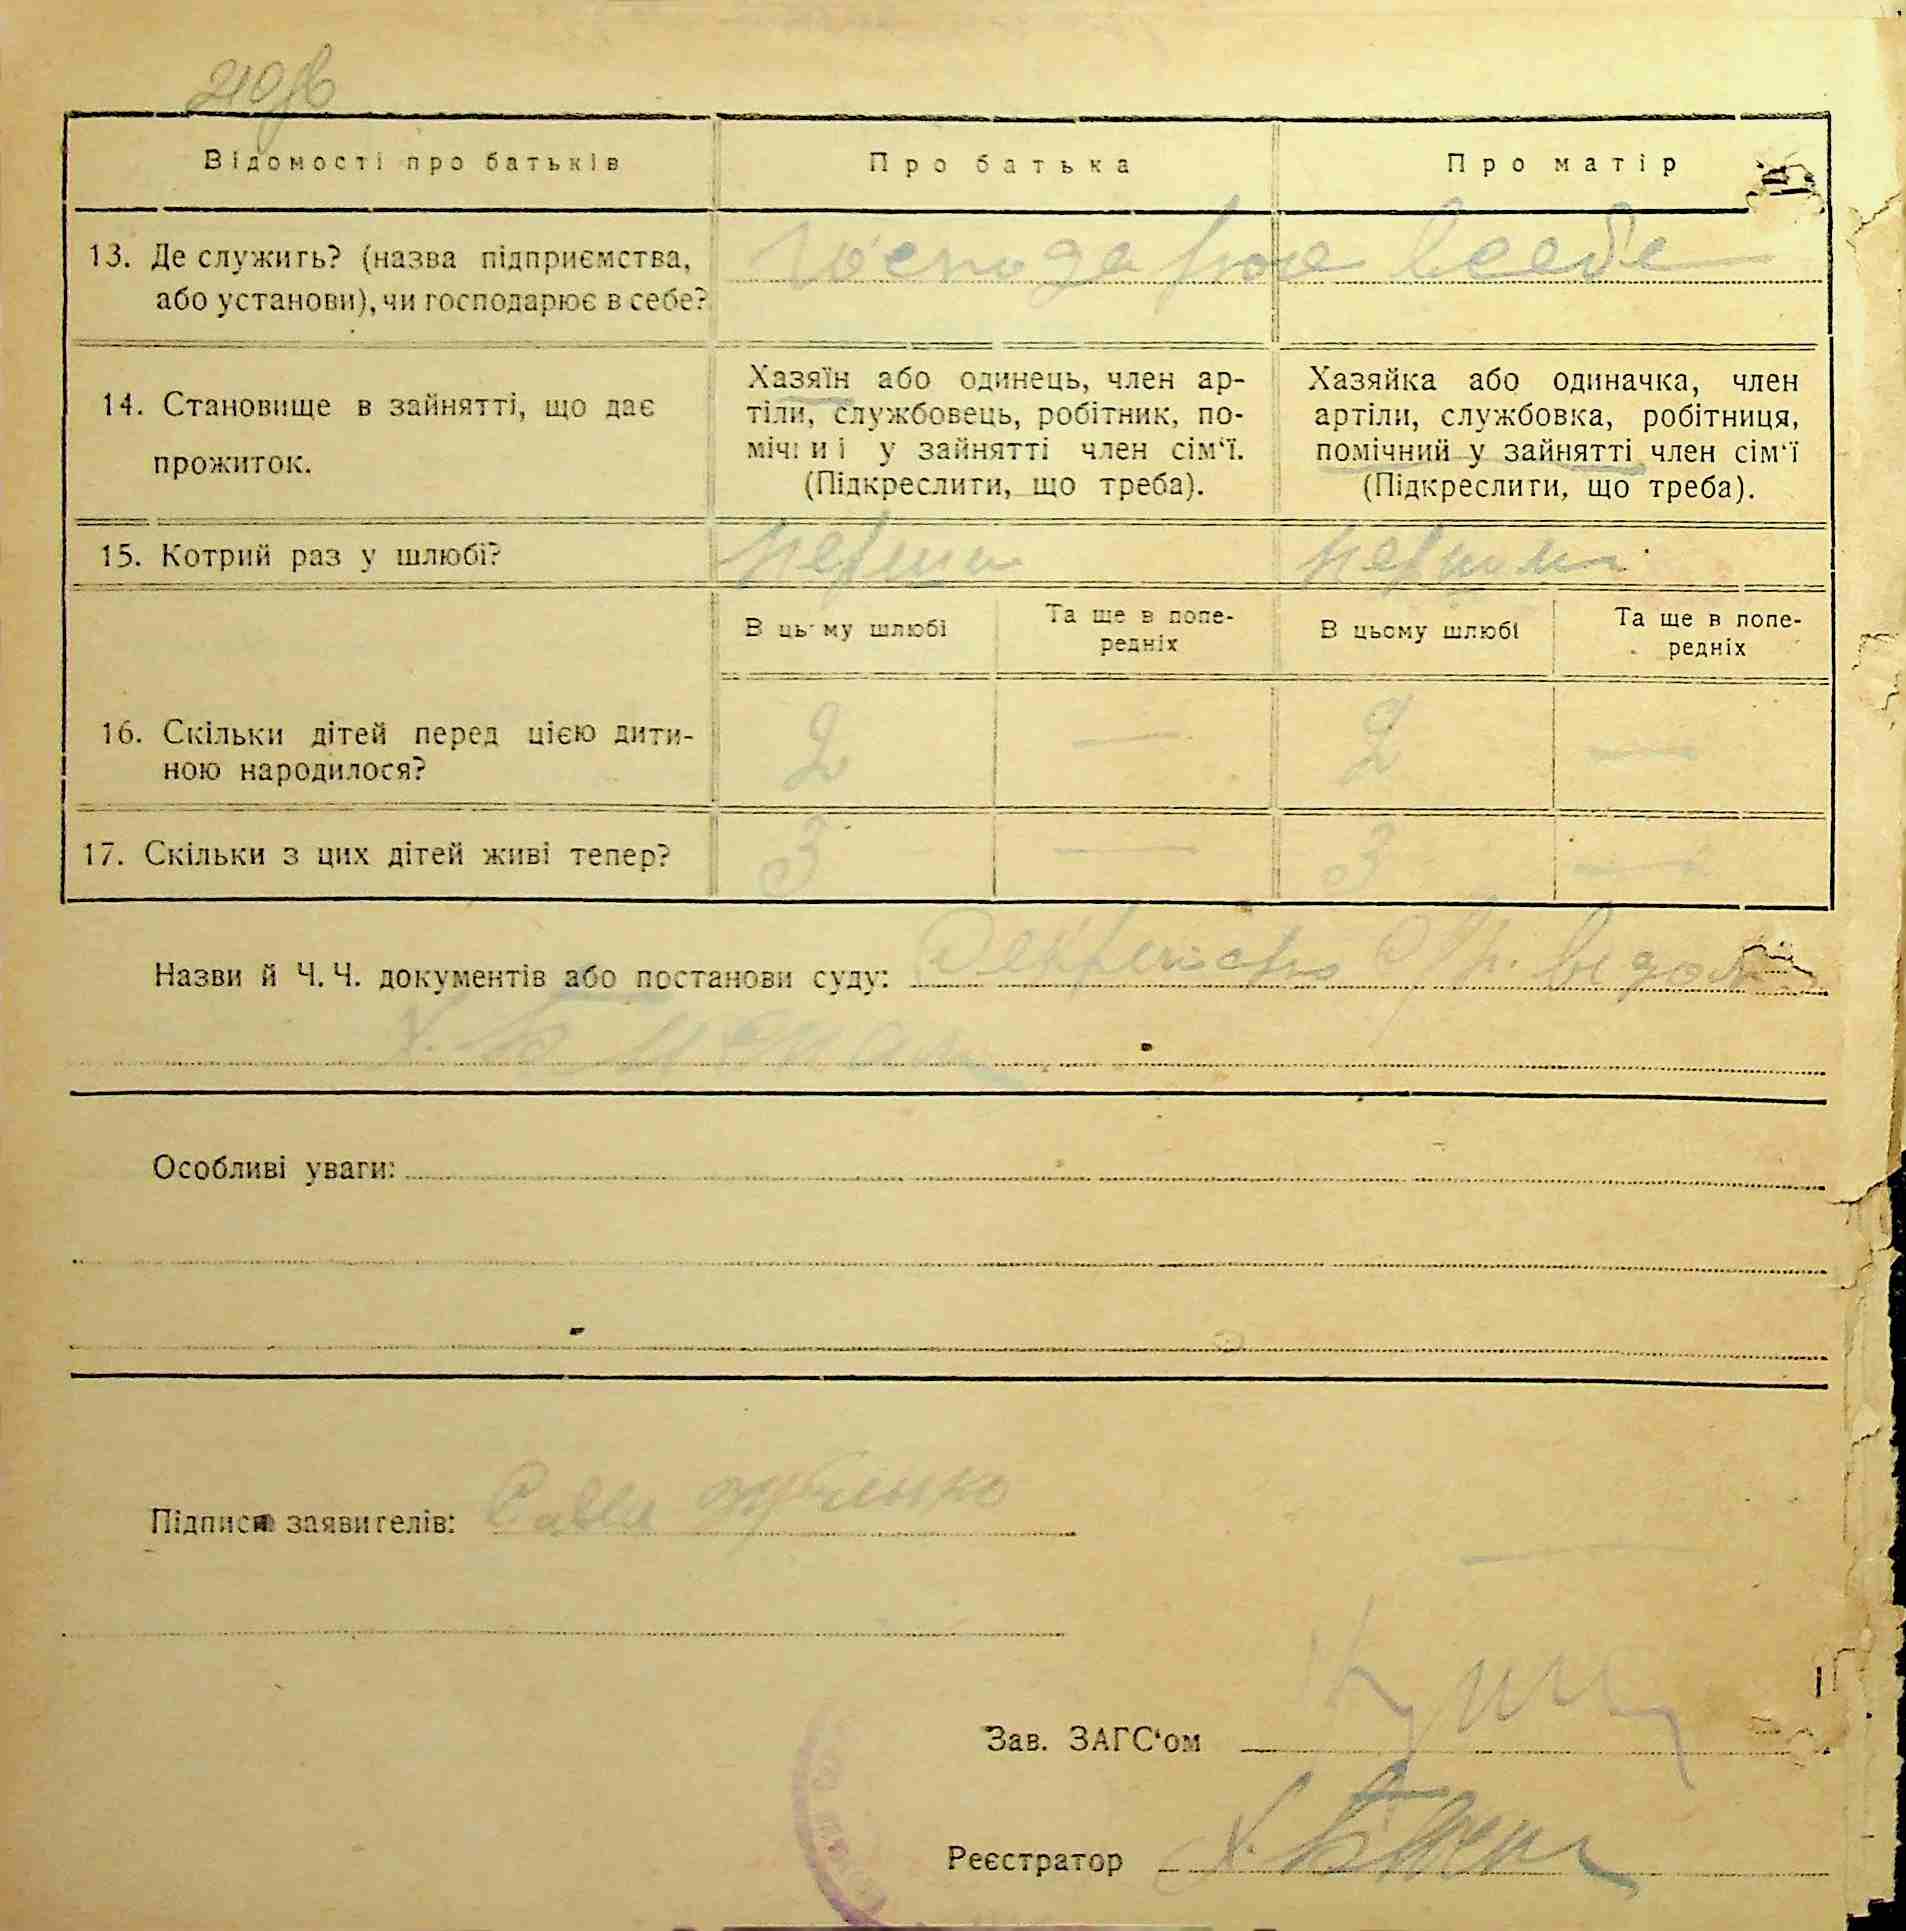 210зв
Відомості про батьків Про батька Про матір
13. Де служить? (назва підприємства, господарює в себе
або установи), чи господарює в себе?
14. Становище в зайнятті, що дає
прожиток.
Хазяїн або одинець, член ар-
тіли, службовець, робітник, по-
мічний у зайнятті член сім'ї.
(Підкреслити, що треба).
Хазяйка або одиначка, член
артіли, службовка, робітниця,
помічний у зайнятті член сім'ї
(Підкреслити, що треба).
15. Котрий раз у шлюбі?
В цьому шлюбі Та ще в попе-
редніх
В цьому шлюбі Та ще в попе-
редніх
16. Скільки дітей перед цією дити-
ною народилося?
2 — 2 —
17. Скільки з цих дітей живі тепер? 3 — 3 —
Назви й Ч. Ч. документів або постанови суду:
Особливі уваги:
Підписи заявителів: Савва
Зав. ЗАГС'ом
Реєстратор